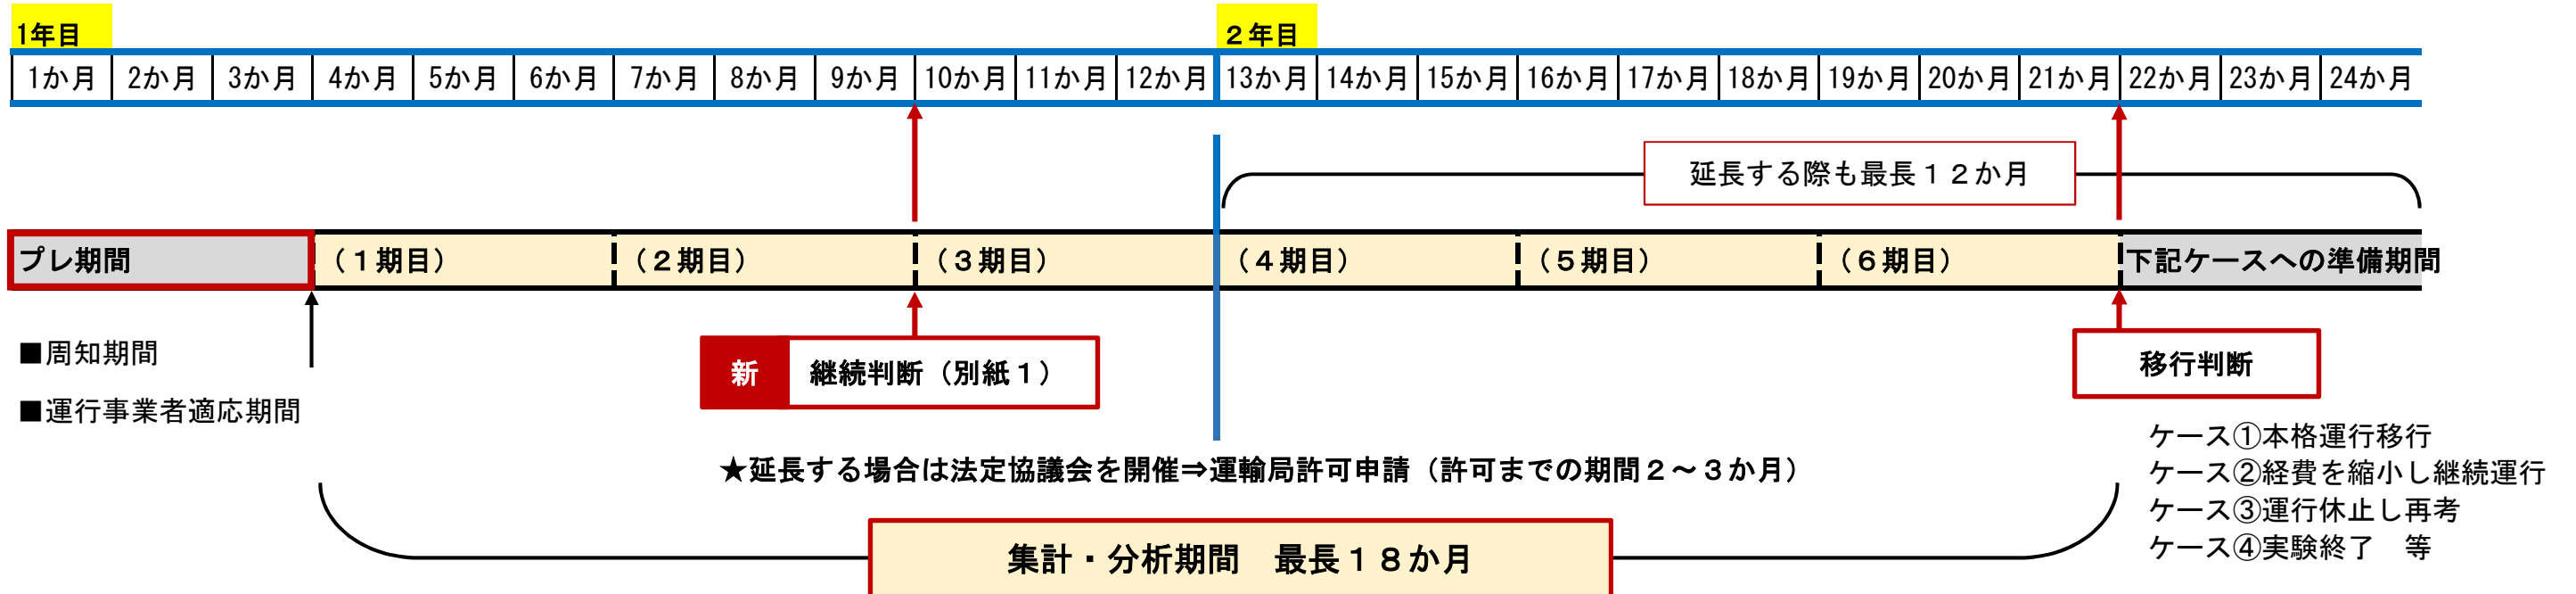 1年目
２年目
1か月 2か月 3か月 4か月 5か月 6か月 7か月 8か月 9か月 10か月 11か月 12か月 13か月 14か月 15か月 16か月 17か月 18か月 19か月 20か月 21か月 22か月 23か月 24か月
延長する際も最長１２か月
プレ期間 （１期目） （２期目） （３期目） （４期目） （５期目） （６期目） 下記ケースへの準備期間
■周知期間
■運行事業者適応期間
新 継続判断（別紙１）
移行判断
★延長する場合は法定協議会を開催⇒運輸局許可申請（許可までの期間２～３か月）
ケース①本格運行移行
ケース②経費を縮小し継続運行
ケース③運行休止し再考
ケース④実験終了　等
集計・分析期間　最長１８か月